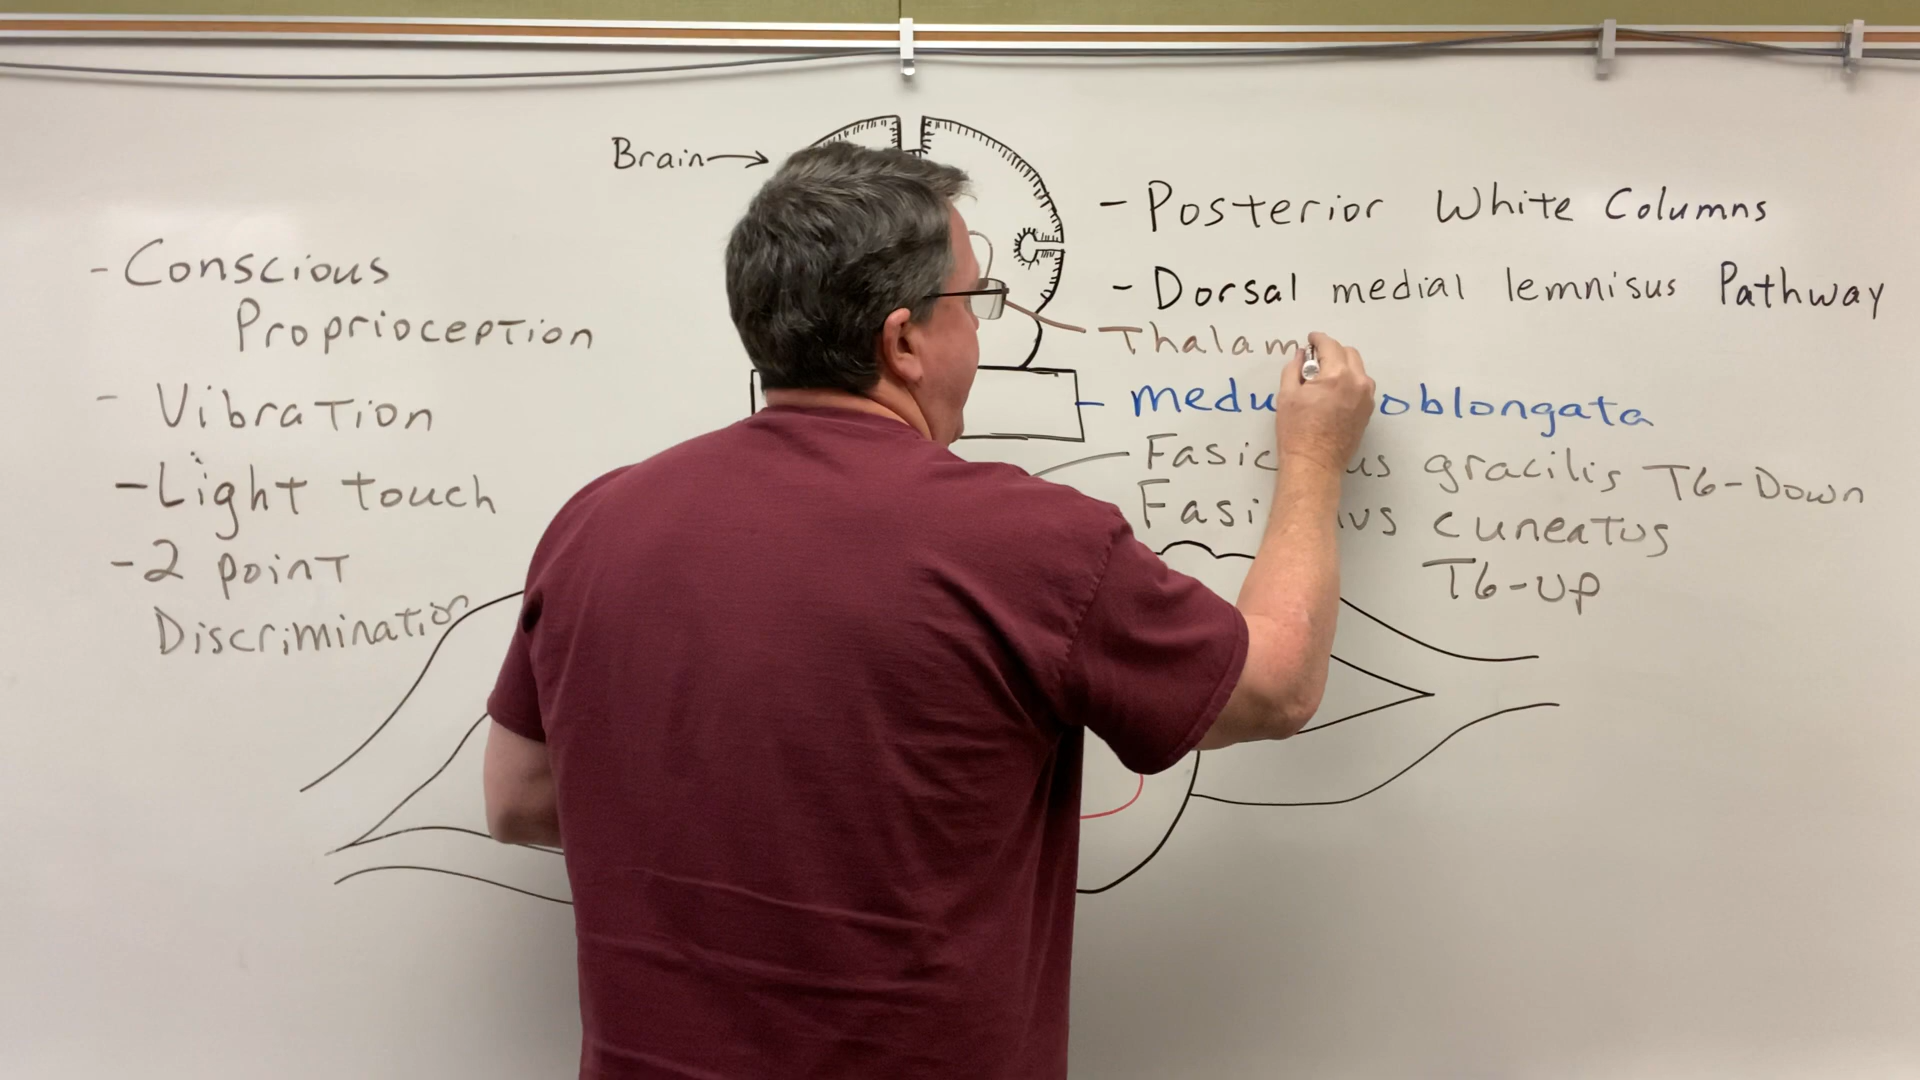 Brain
- Conscious
Proprioception
- Vibration
- Light touch
- 2 point
Discrimination
- Posterior White Columns
- Dorsal medial lemnisus Pathway
Thalam
oblongata
gracilis T6-Down
cuneatus
T6-up